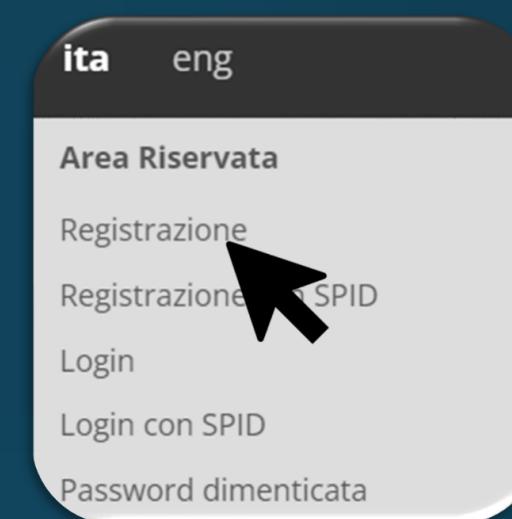 ita eng
Area Riservata
Registrazione
Registrazione SPID
Login
Login con SPID
Password dimenticata